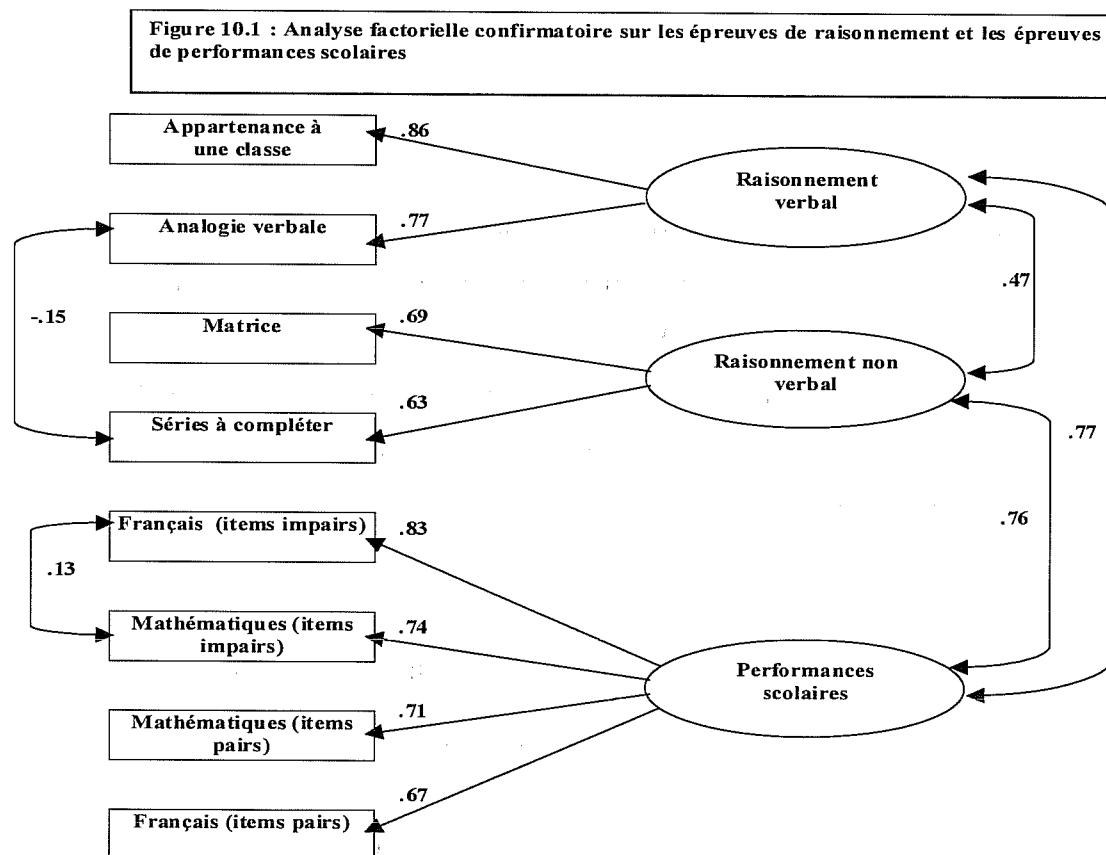 Figure 10.1 : Analyse factorielle confirmatoire sur les épreuves de raisonnement et les épreuves
de performances scolaires
Appartenance à
une classe
.86
Raisonnement
verbal
Analogie verbale
.77
.47
-.15
Matrice
.69
Raisonnement non
verbal
Séries à compléter
.63
.77
.76
Français (items impairs)
.83
.13
Mathématiques (items
impairs)
.74
Performances
scolaires
Mathématiques (items
pairs)
.71
.67
Français (items pairs)